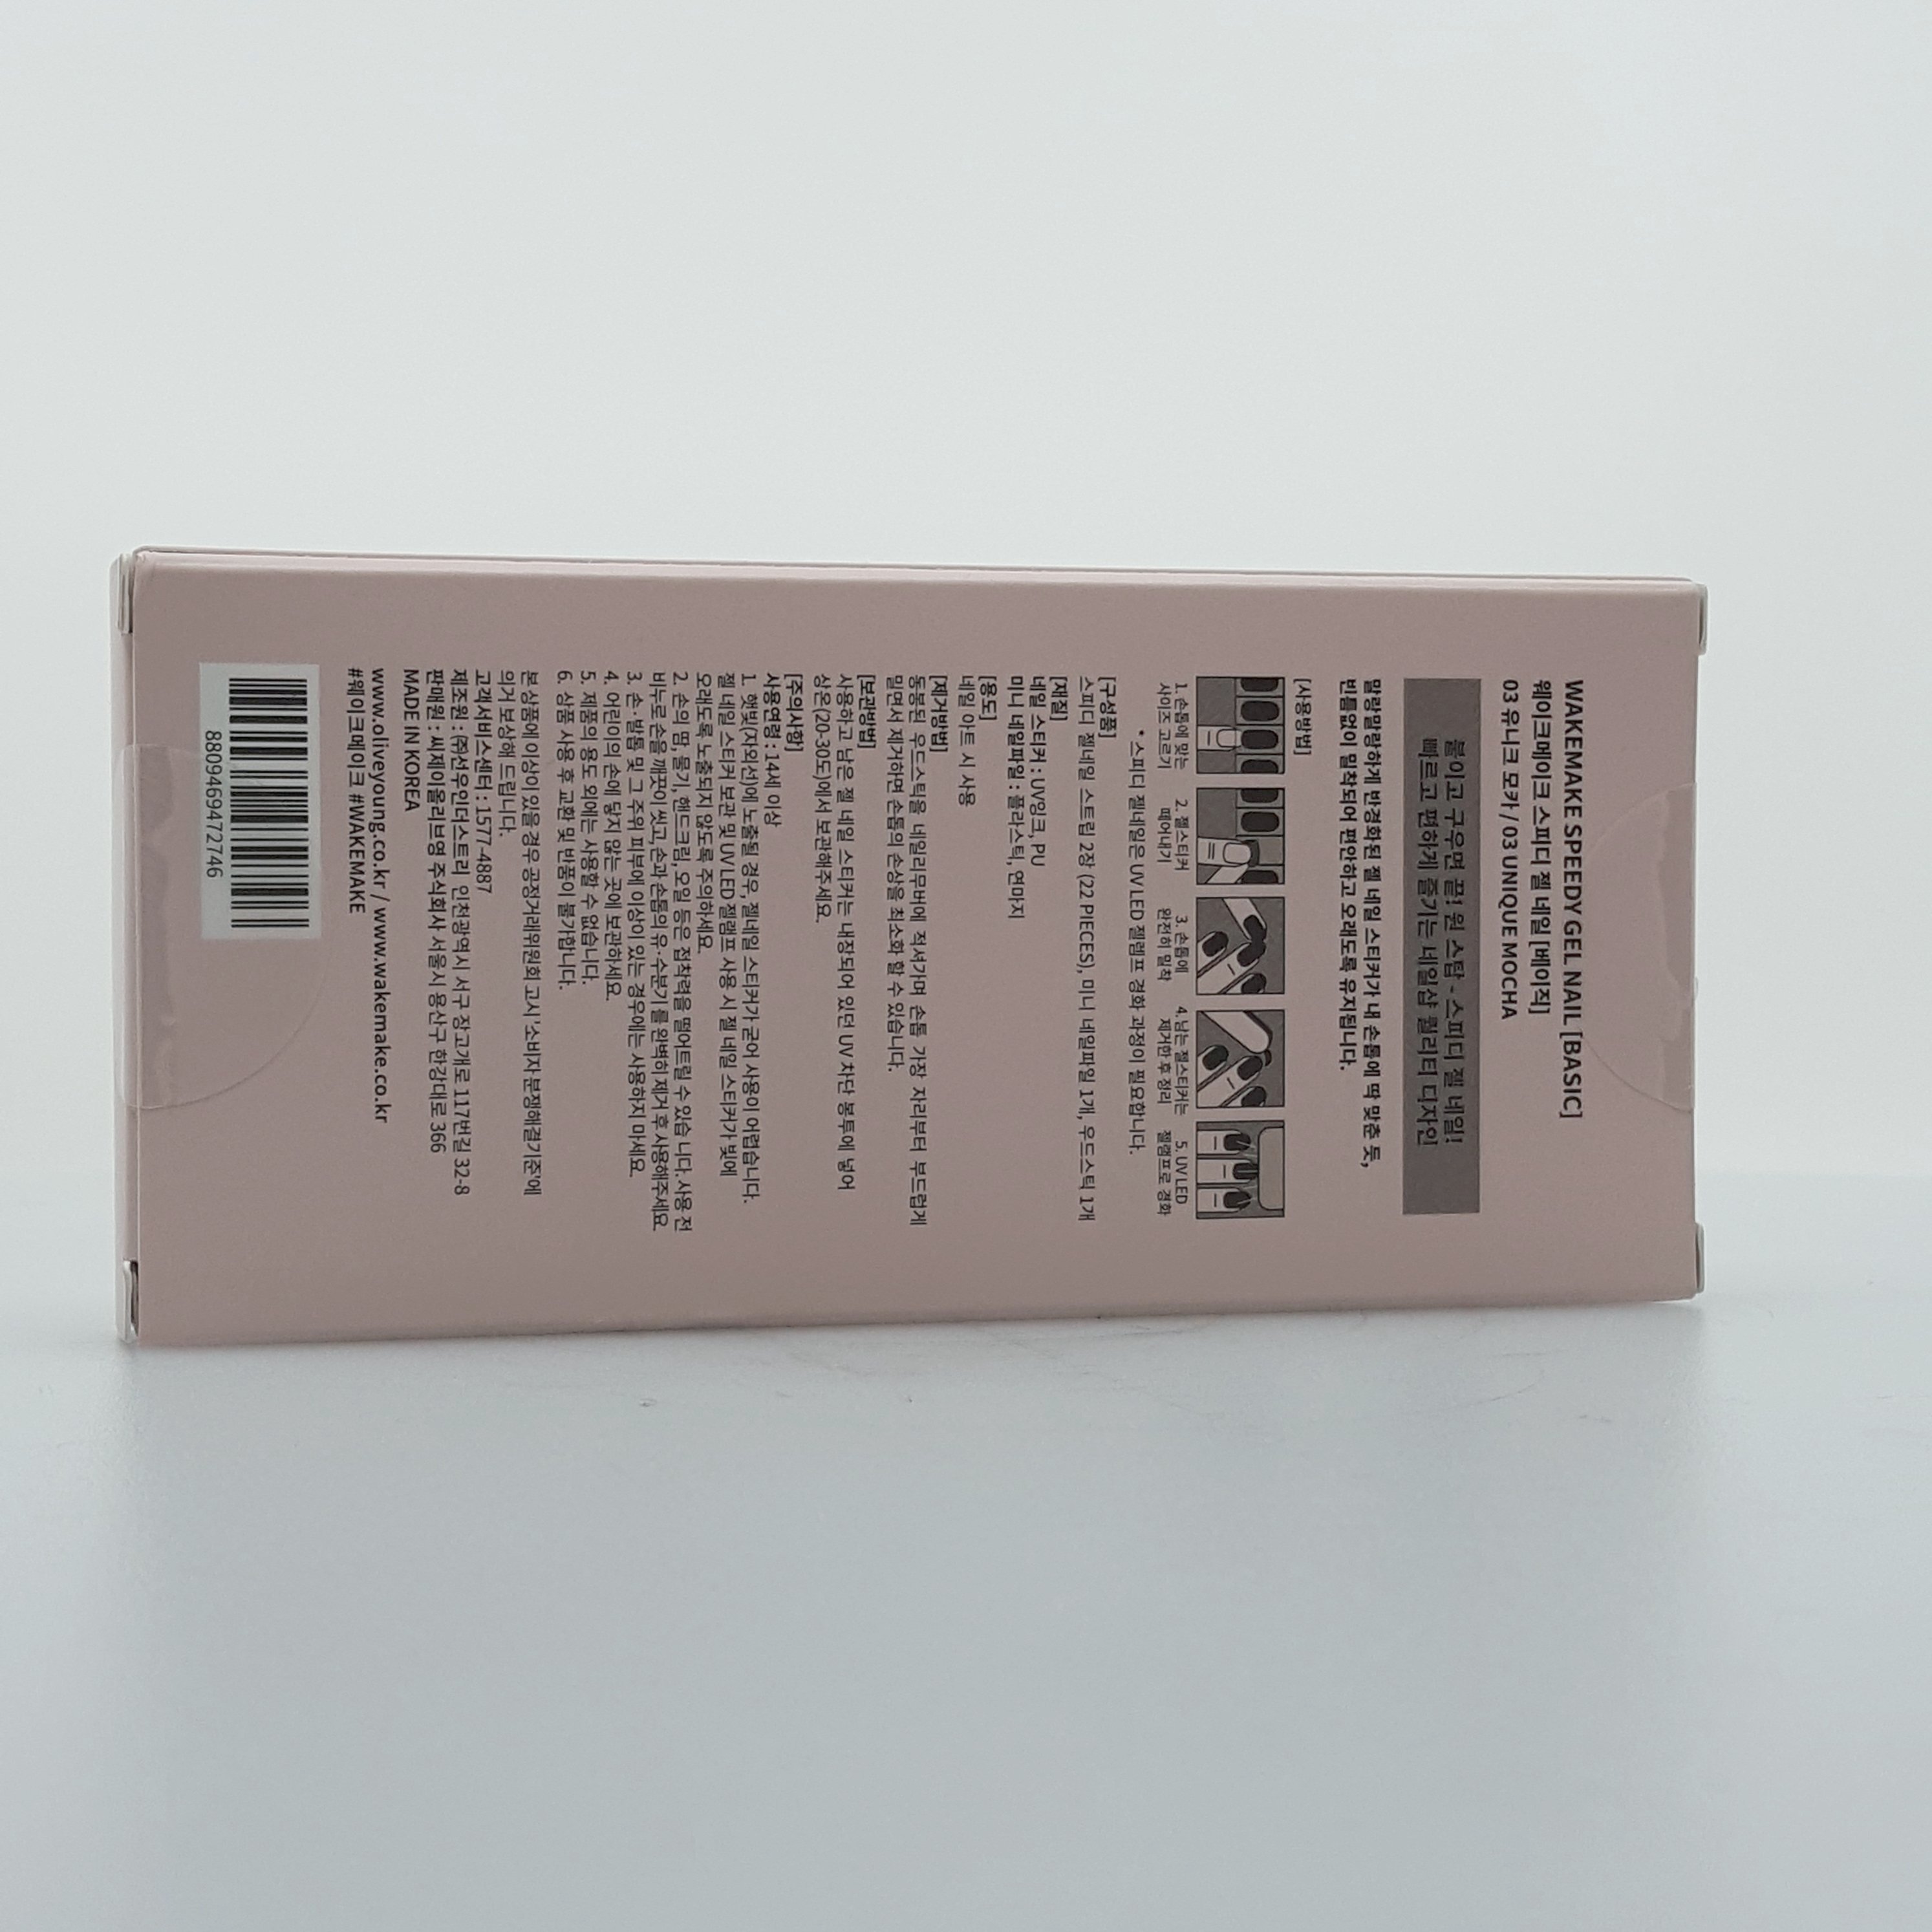 WAKEMAKE SPEEDY GEL NAIL [BASIC]
웨이크메이크 스피디 젤 네일 [베이직]
03 유니크 모카 / 03 UNIQUE MOCHA
붙이고 구우면 끝! 원 스탑 - 스피디 젤 네일!
빠르고 편하게 즐기는 네일샵 퀄리티 디자인
말랑말랑하게 반경화된 젤 네일 스티커가 내 손톱에 딱 맞춘 듯,
빈틈없이 밀착되어 편안하고 오래도록 유지됩니다.
[사용방법]
1. 손톱에 맞는
사이즈 고르기
2. 젤스티커
떼어내기
3. 손톱에
완전히 밀착
4. 남는 젤스티커는
제거한 후 정리
5. UV LED
젤램프로 경화
* 스피디 젤네일은 UV LED 젤램프 경화 과정이 필요합니다.
[구성품]
스피디 젤네일 스트립 2장 (22 PIECES), 미니 네일파일 1개, 우드스틱 1개
[재질]
네일 스티커 : UV잉크, PU
미니 네일파일 : 플라스틱, 연마지
[용도]
네일 아트 시 사용
[제거방법]
동봉된 우드스틱을 네일리무버에 적셔가며 손톱 가장 자리부터 부드럽게
밀면서 제거하면 손톱의 손상을 최소화 할 수 있습니다.
[보관방법]
사용하고 남은 젤 네일 스티커는 내장되어 있던 UV 차단 봉투에 넣어
상온(20-30도)에서 보관해주세요.
[주의사항]
사용연령 : 14세 이상
1. 햇빛(자외선)에 노출될 경우, 젤네일 스티커가 굳어 사용이 어렵습니다.
젤 네일 스티커 보관 및 UV LED 젤램프 사용 시 젤 네일 스티커가 빛에
오래도록 노출되지 않도록 주의하세요.
2. 손의 땀, 물기, 핸드크림, 오일 등은 접착력을 떨어트릴 수 있습니다. 사용 전
비누로 손을 깨끗이 씻고, 손과 손톱의 유·수분기를 완벽히 제거 후 사용해주세요.
3. 손·발톱 및 그 주위 피부에 이상이 있는 경우에는 사용하지 마세요.
4. 어린이의 손에 닿지 않는 곳에 보관하세요.
5. 제품의 용도 외에는 사용할 수 없습니다.
6. 상품 사용 후 교환 및 반품이 불가합니다.
본 상품에 이상이 있을 경우 공정거래위원회 고시 '소비자분쟁해결기준'에
의거 보상해 드립니다.
고객서비스센터 : 1577-4887
제조원 : ㈜선우인더스트리 인천광역시 서구 장고개로 117번길 32-8
판매원 : 씨제이올리브영 주식회사 서울시 용산구 한강대로 366
MADE IN KOREA
www.oliveyoung.co.kr / www.wakemake.co.kr
#웨이크메이크 #WAKEMAKE
8809469472746